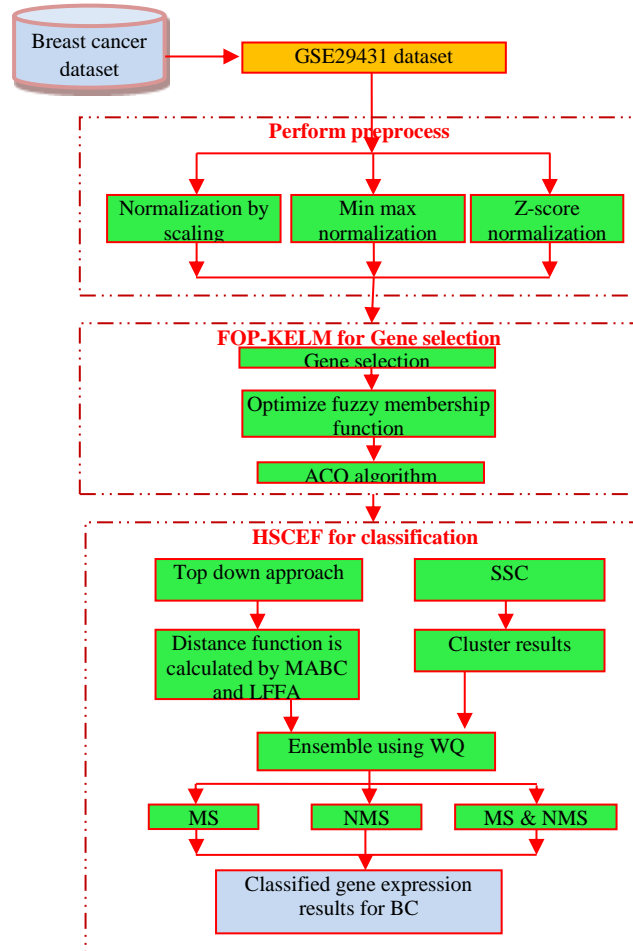 Breast cancer
dataset
GSE29431 dataset
Perform preprocess
Normalization by
scaling
Min max
normalization
Z-score
normalization
FOP-KELM for Gene selection
Gene selection
Optimize fuzzy membership
function
ACO algorithm
HSCEF for classification
Top down approach
SSC
Distance function is
calculated by MABC
and LFFA
Cluster results
Ensemble using WQ
MS
NMS
MS & NMS
Classified gene expression
results for BC